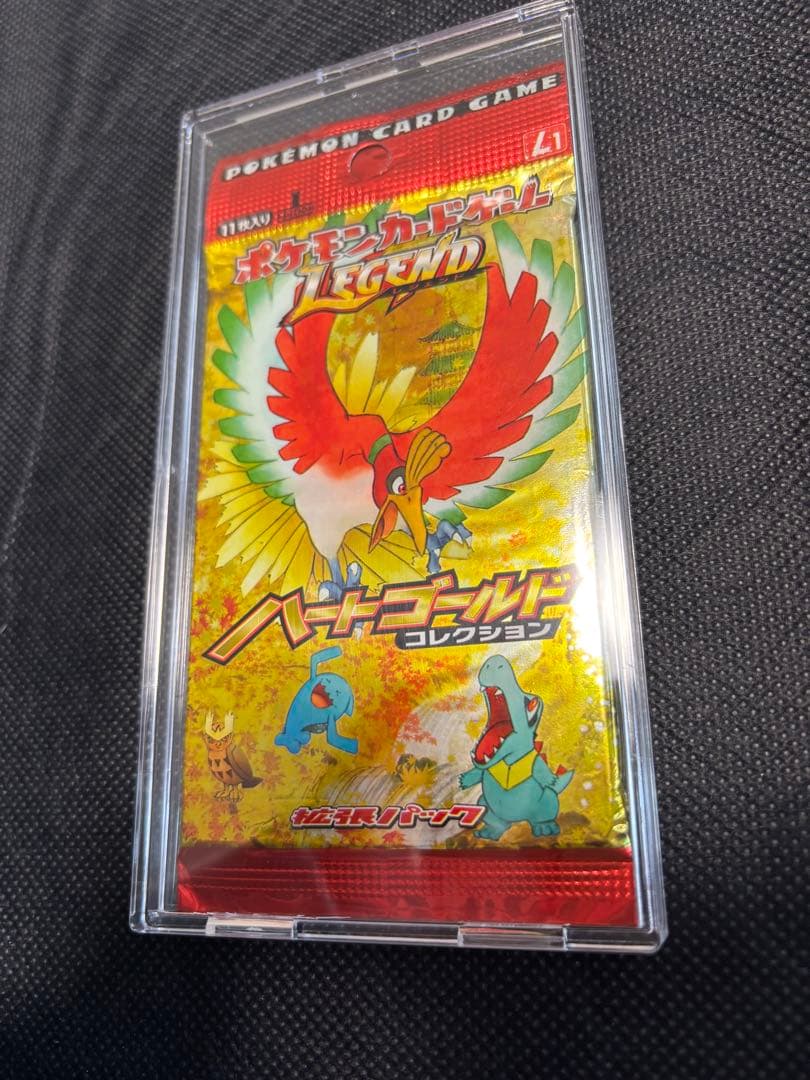 POKÉMON CARD GAME
L1
11枚入り
ポケモンカードゲーム
LEGEND
ハートゴールド
コレクション
拡張パック